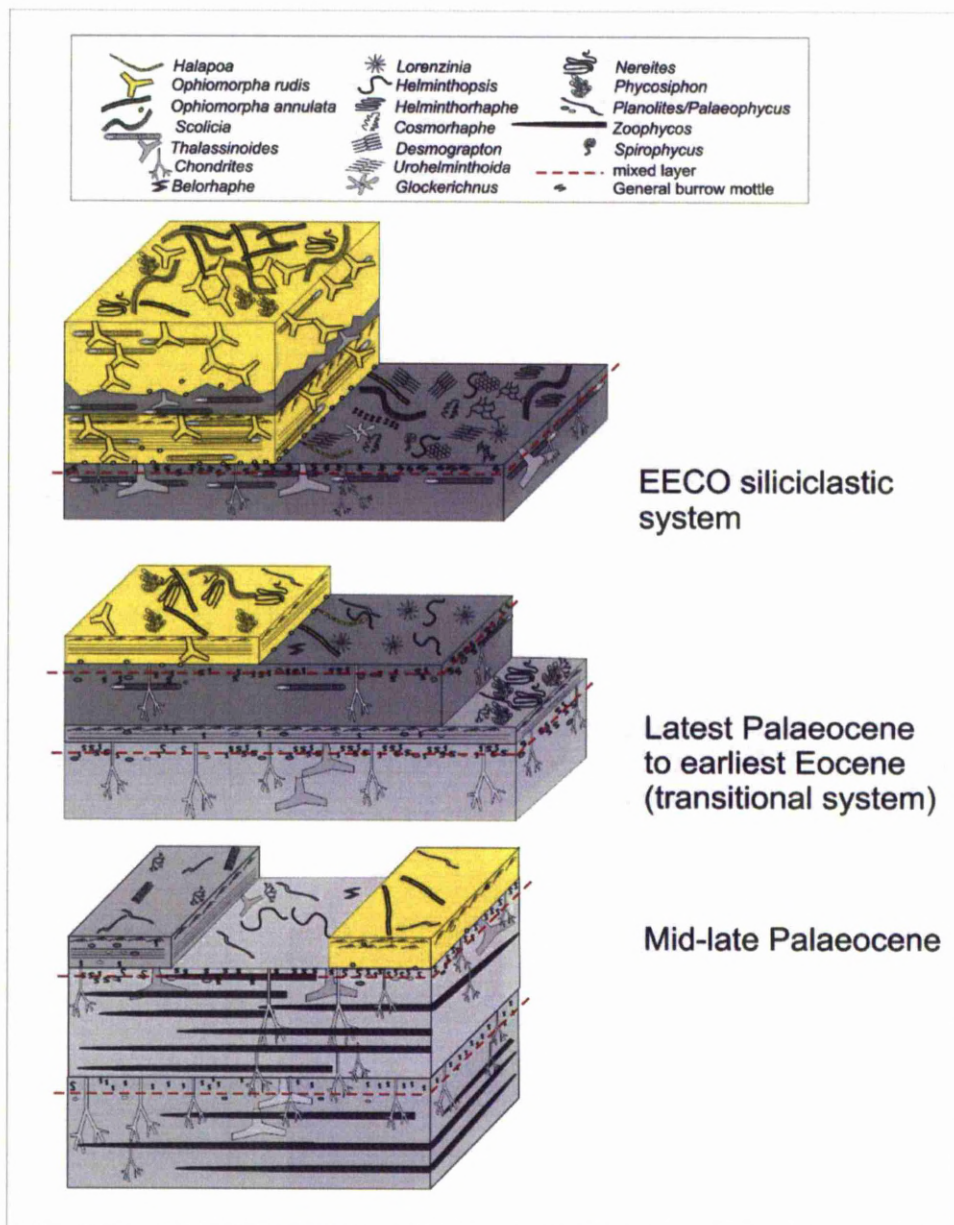 Halapoa
Ophiomorpha rudis
Ophiomorpha annulata
Scolicia
Thalassinoides
Chondrites
Belorhaphe
Lorenzinia
Helminthopsis
Helminthorhaphe
Cosmorhaphe
Desmograpton
Urohelminthoida
Glockerichnus
Nereites
Phycosiphon
Planolites/Palaeophycus
Zoophycos
Spirophycus
mixed layer
General burrow mottle
EECO siliciclastic
system
Latest Palaeocene
to earliest Eocene
(transitional system)
Mid-late Palaeocene